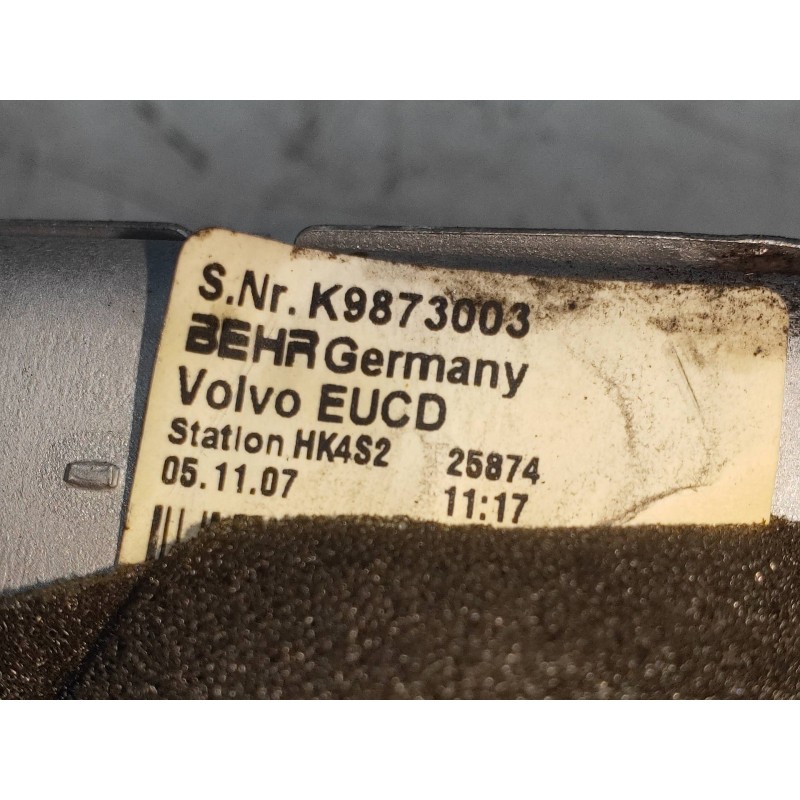 S.Nr. K9873003
BEHR Germany
Volvo EUCD
Station HK4S2 25874
05.11.07 11:17